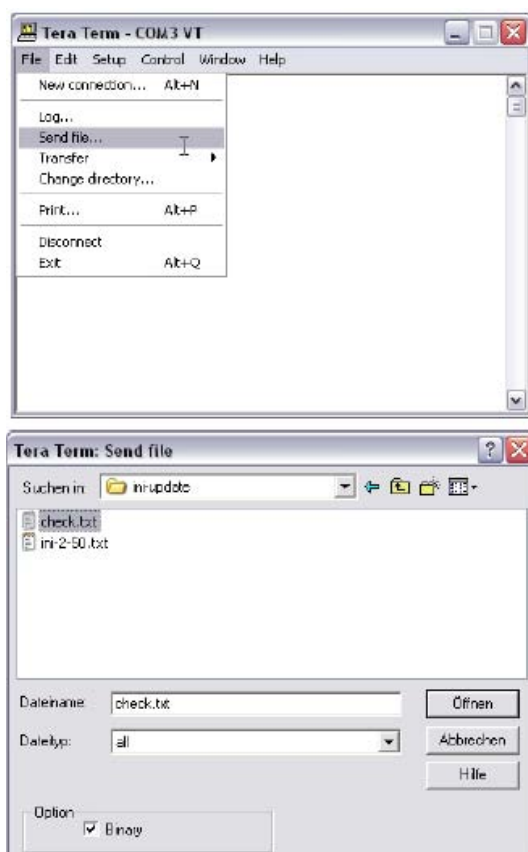 Tera Term - COM3 VT
File Edit Setup Control Window Help
New connection... Alt+N
Log...
Send file...
Transfer
Change directory...
Print... Alt+P
Disconnect
Exit Alt+Q
Tera Term: Send file
Suchen in: ini-update
check.txt
ini-2-50.txt
Dateiname: check.txt Öffnen
Dateityp: all Abbrechen
Hilfe
Option
Binary